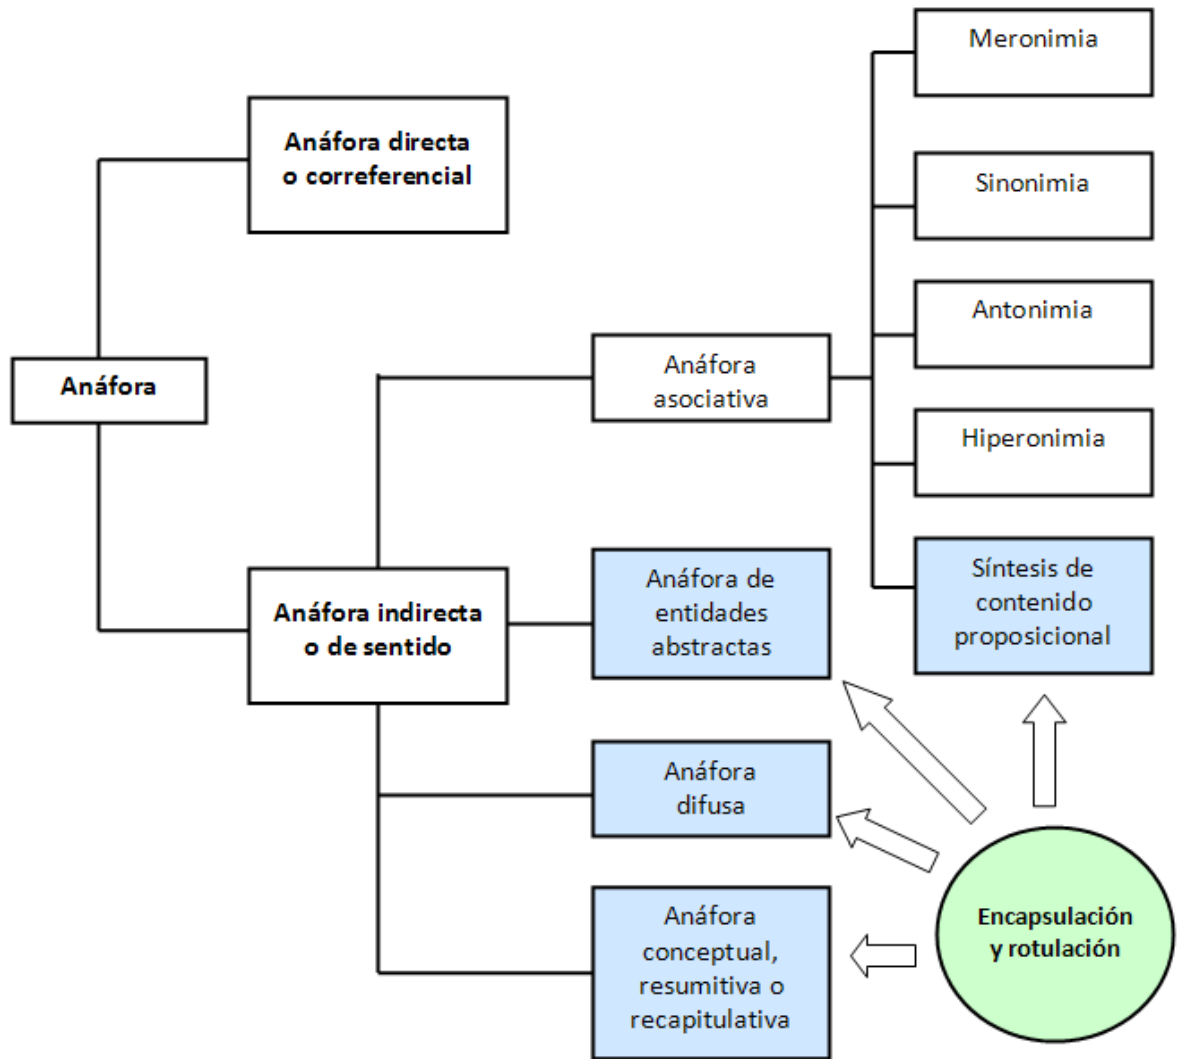 Meronimia
Anáfora directa
o correferencial
Sinonimia
Antonimia
Anáfora
Anáfora
asociativa
Hiperonimia
Anáfora indirecta
o de sentido
Anáfora de
entidades
abstractas
Síntesis de
contenido
proposicional
Anáfora
difusa
Anáfora
conceptual,
resumitiva o
recapitulativa
Encapsulación
y rotulación